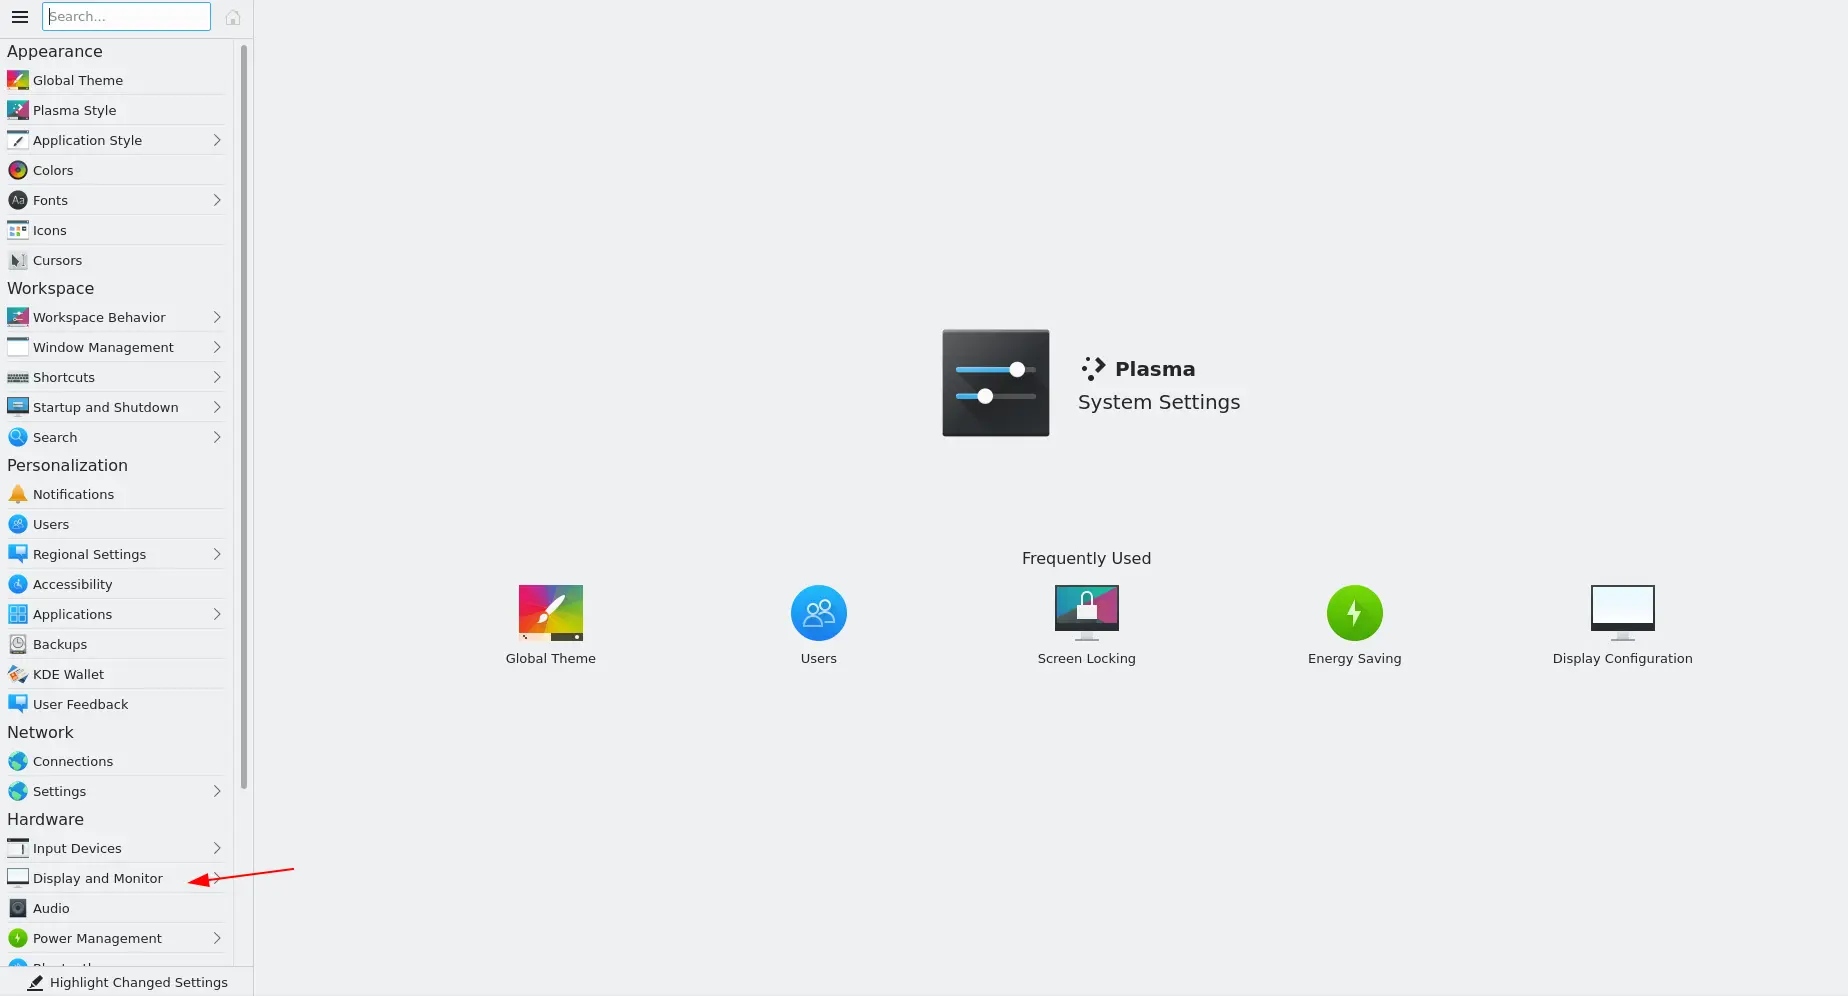 Search...
Appearance
Global Theme
Plasma Style
Application Style
Colors
Fonts
Icons
Cursors
Workspace
Workspace Behavior
Window Management
Shortcuts
Startup and Shutdown
Search
Personalization
Notifications
Users
Regional Settings
Accessibility
Applications
Backups
KDE Wallet
User Feedback
Network
Connections
Settings
Hardware
Input Devices
Display and Monitor
Audio
Power Management
Highlight Changed Settings
Plasma
System Settings
Frequently Used
Global Theme
Users
Screen Locking
Energy Saving
Display Configuration